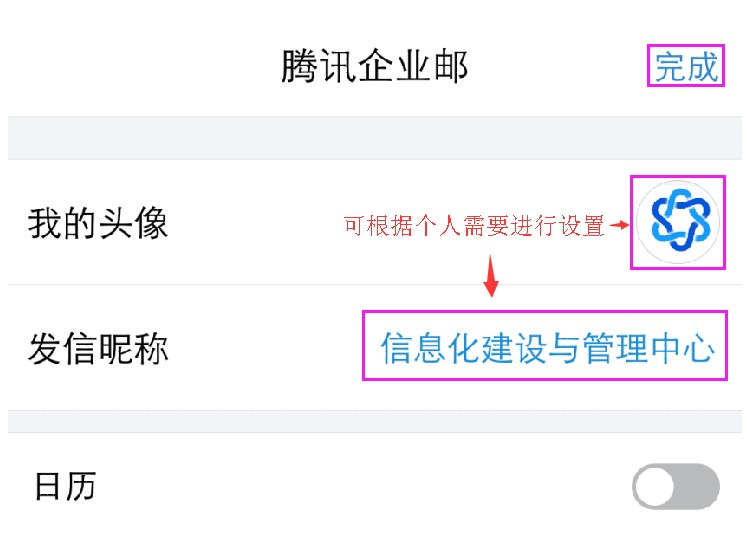 腾讯企业邮
完成
我的头像
可根据个人需要进行设置
发信昵称
信息化建设与管理中心
日历